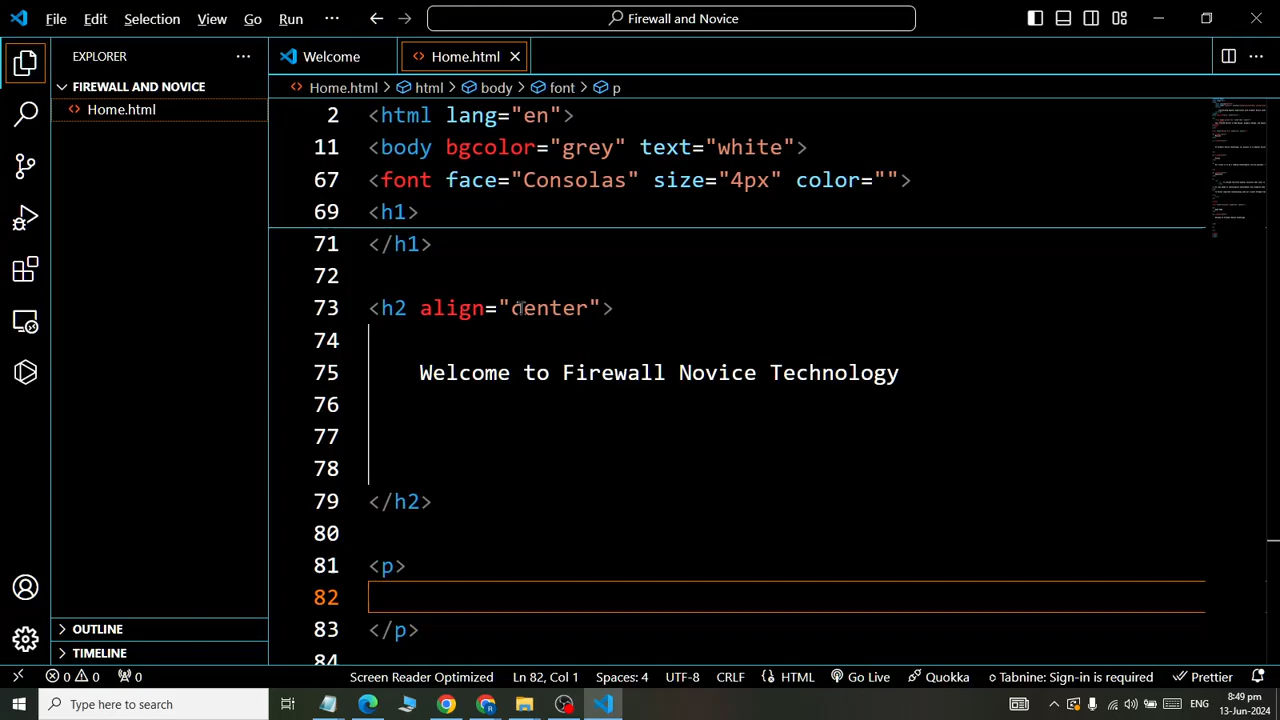 File Edit Selection View Go Run ··· Firewall and Novice
EXPLORER ···
FIREWALL AND NOVICE
Home.html
Welcome Home.html
Home.html > html > body > font > p
2 <html lang="en">
11 <body bgcolor="grey" text="white">
67 <font face="Consolas" size="4px" color="">
69 <h1>
71 </h1>
72
73 <h2 align="center">
74
75 Welcome to Firewall Novice Technology
76
77
78
79 </h2>
80
81 <p>
82
83 </p>
84
OUTLINE
TIMELINE
0 0 0 Screen Reader Optimized Ln 82, Col 1 Spaces: 4 UTF-8 CRLF HTML Go Live Quokka Tabnine: Sign-in is required Prettier
Type here to search ENG 8:49 pm
13-Jun-2024